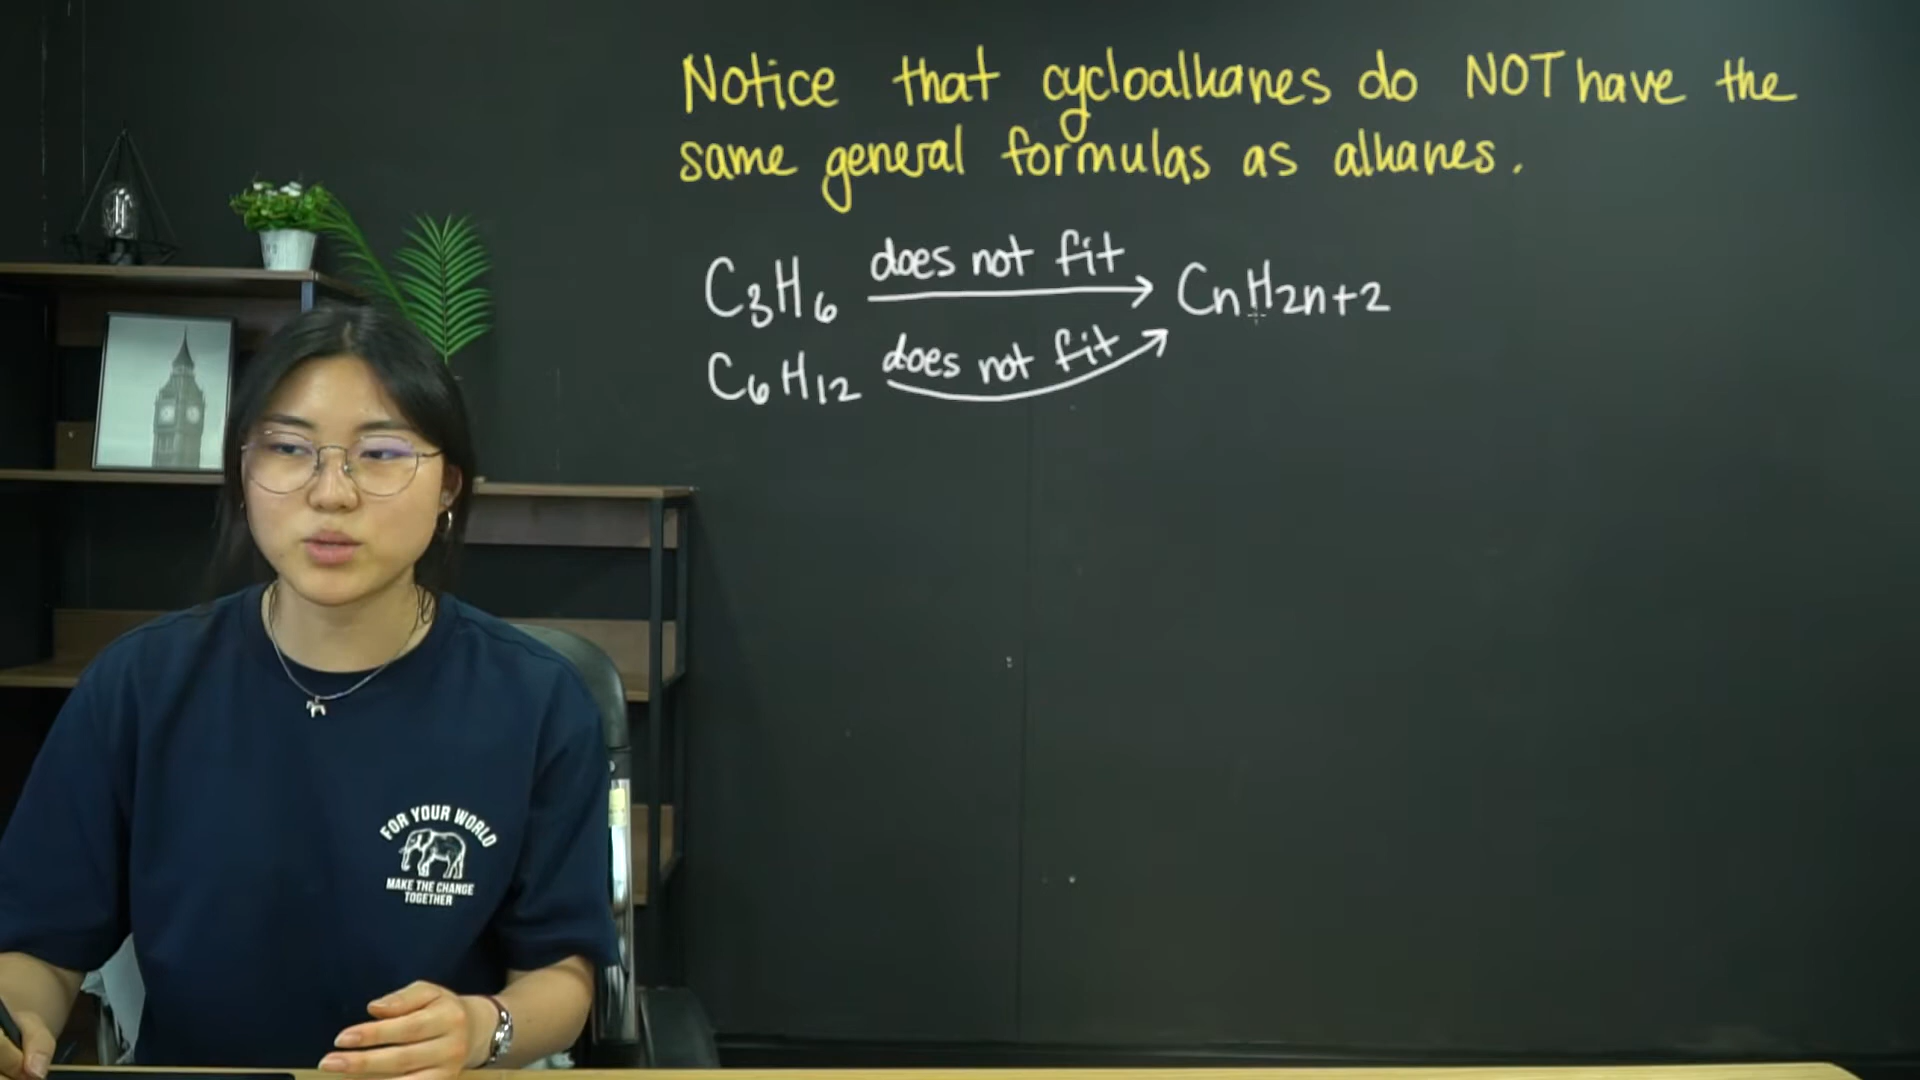 Notice that cycloalkanes do NOT have the
same general formulas as alkanes.
C3H6 does not fit CnH2n+2
C6H12 does not fit
FOR YOUR WORLD
MAKE THE CHANGE
TOGETHER